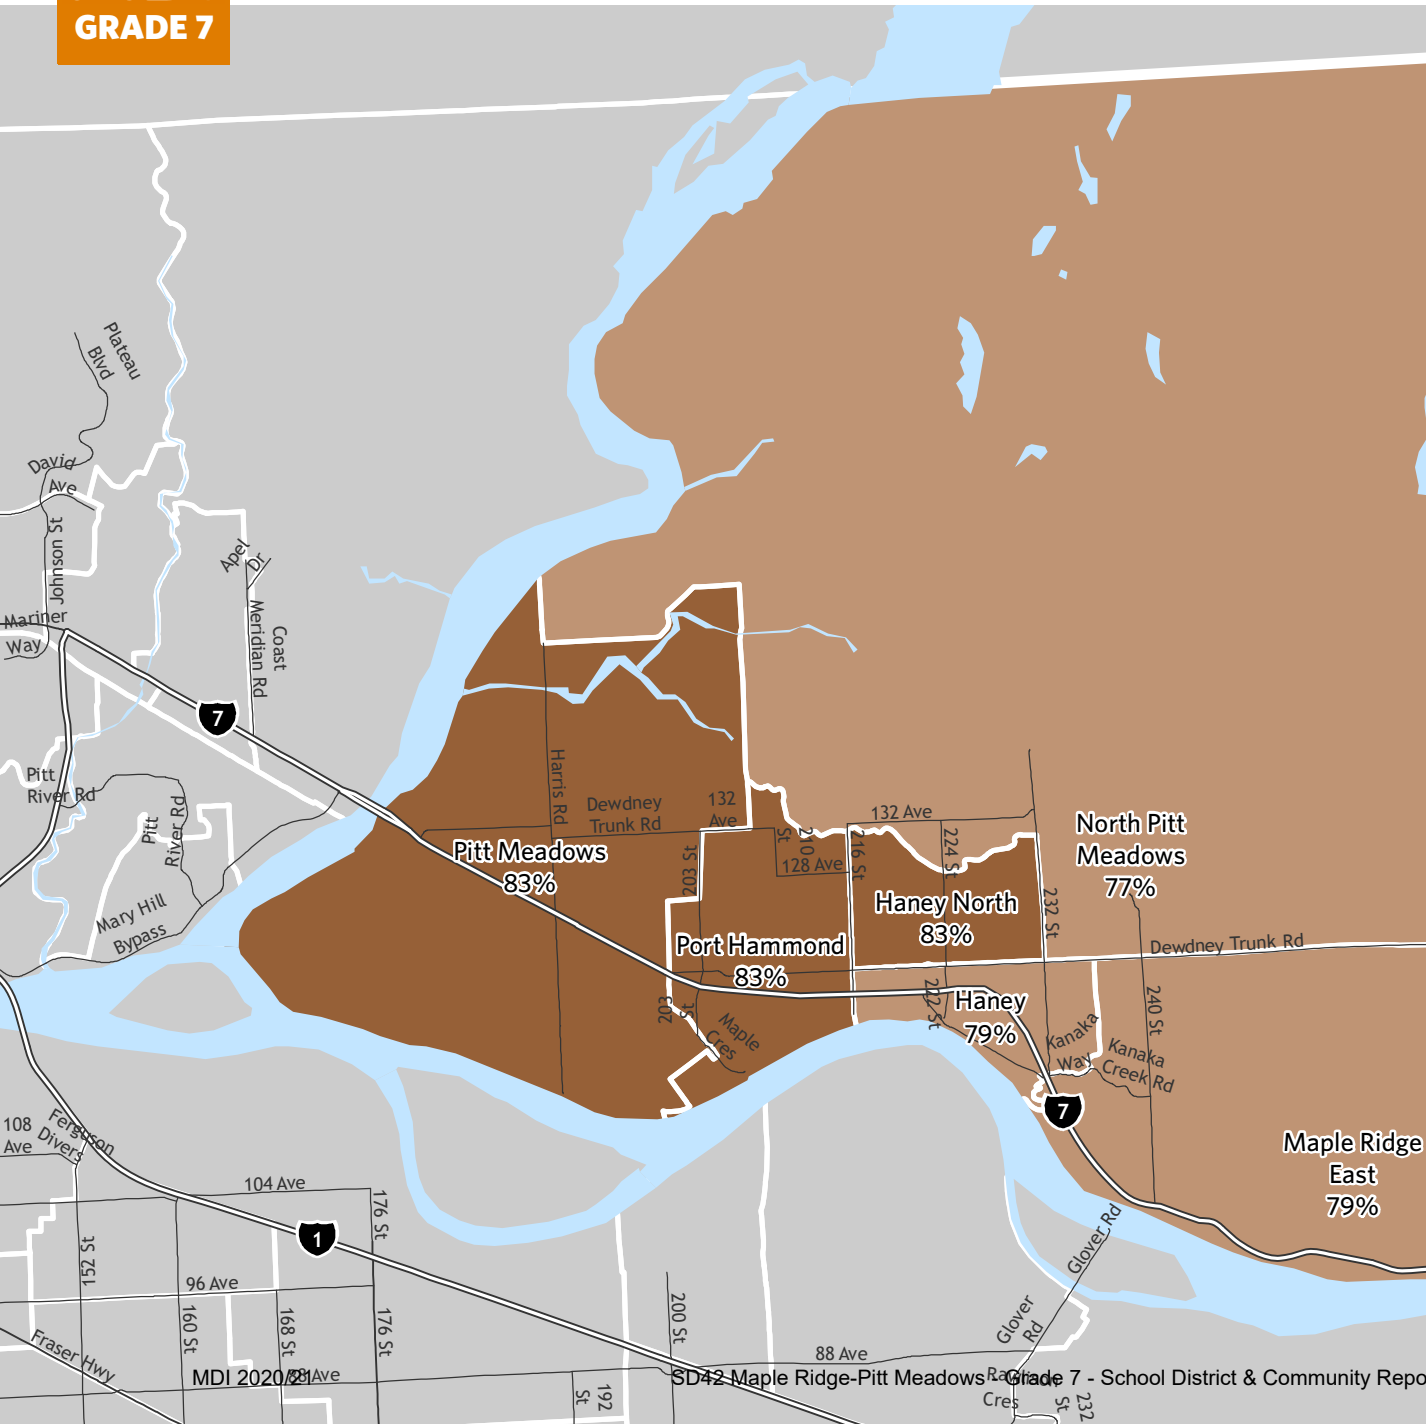 GRADE 7
Plateau
Blvd
David
Ave
Johnson St
Apel
Dr
Mariner
Way
Coast
Meridian Rd
7
Pitt
River Rd
Pitt
River Rd
Mary Hill
Bypass
Harris Rd
Dewdney
Trunk Rd
132
Ave
132 Ave
St
210
128 Ave
216 St
224 St
203 St
Pitt Meadows
83%
North Pitt
Meadows
77%
Haney North
83%
232 St
Port Hammond
83%
Dewdney Trunk Rd
203
St
Maple
Cres
222 St
Haney
79%
Kanaka
Way
Kanaka
Creek Rd
240 St
7
Maple Ridge
East
79%
108
Ave
Ferguson
Divers
104 Ave
176 St
1
152 St
96 Ave
160 St
168 St
176 St
200 St
Glover Rd
Glover
Rd
Fraser Hwy
88 Ave
88 Ave
192
St
Cres
St
232
MDI 2020/21
SD42 Maple Ridge-Pitt Meadows - Grade 7 - School District & Community Repo